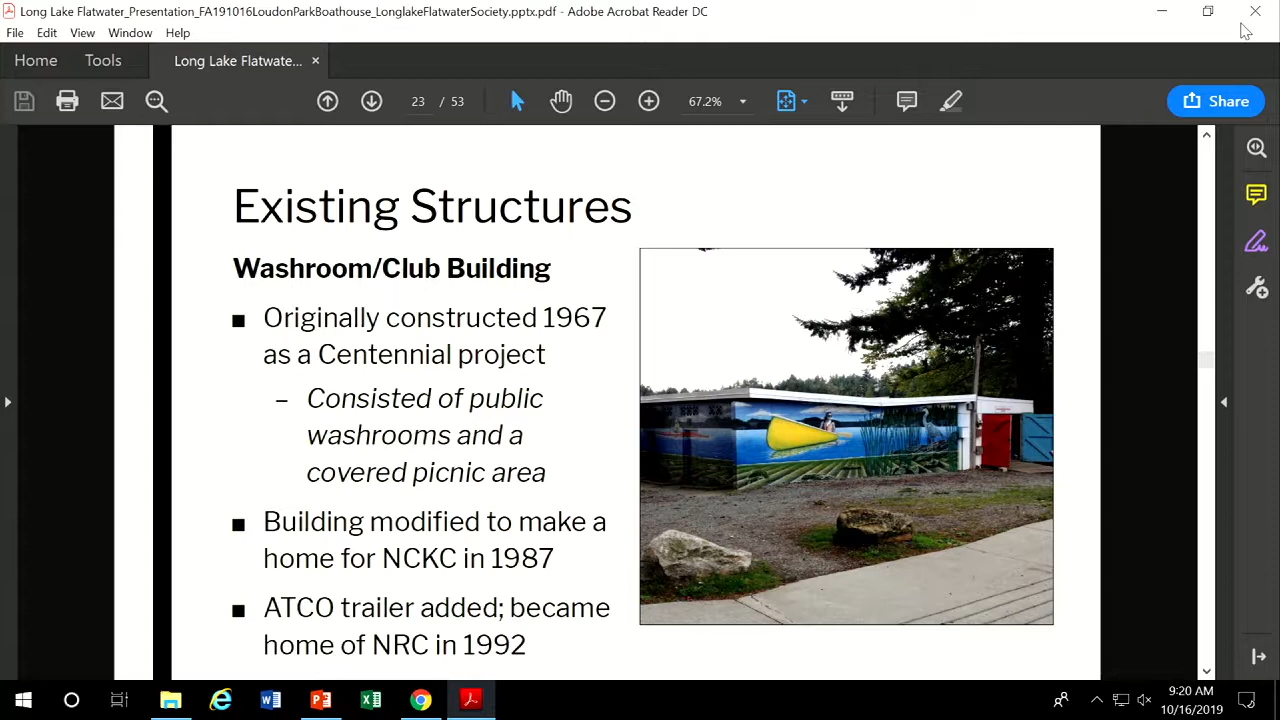 Long Lake Flatwater_Presentation_FA191016LoudonParkBoathouse_LonglakeFlatwaterSociety.pptx.pdf - Adobe Acrobat Reader DC
File Edit View Window Help
Home Tools Long Lake Flatwate... ×
23 / 53 67.2% Share
Existing Structures
Washroom/Club Building
■ Originally constructed 1967
as a Centennial project
– Consisted of public
washrooms and a
covered picnic area
■ Building modified to make a
home for NCKC in 1987
■ ATCO trailer added; became
home of NRC in 1992
9:20 AM
10/16/2019